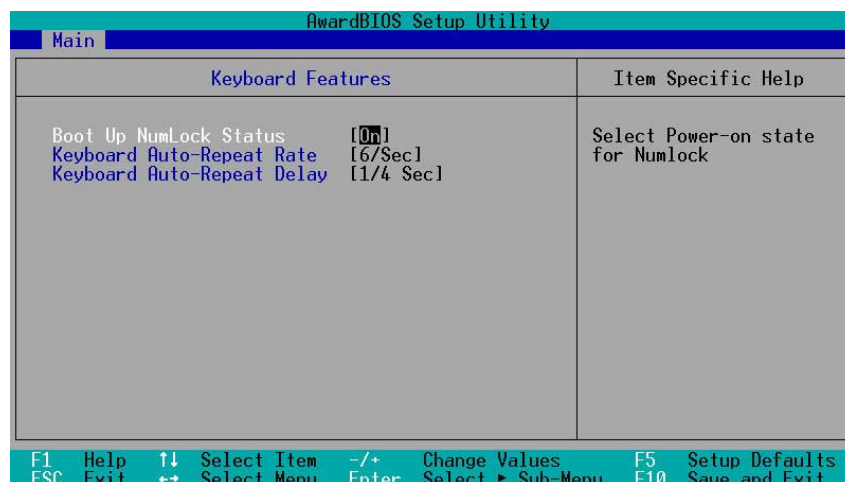 AwardBIOS Setup Utility
Main
Keyboard Features
Item Specific Help
Boot Up NumLock Status [On]
Keyboard Auto-Repeat Rate [6/Sec]
Keyboard Auto-Repeat Delay [1/4 Sec]
Select Power-on state
for Numlock
F1 Help ↑↓ Select Item -/+ Change Values F5 Setup Defaults
ESC Exit ←→ Select Menu Enter Select ► Sub-Menu F10 Save and Exit